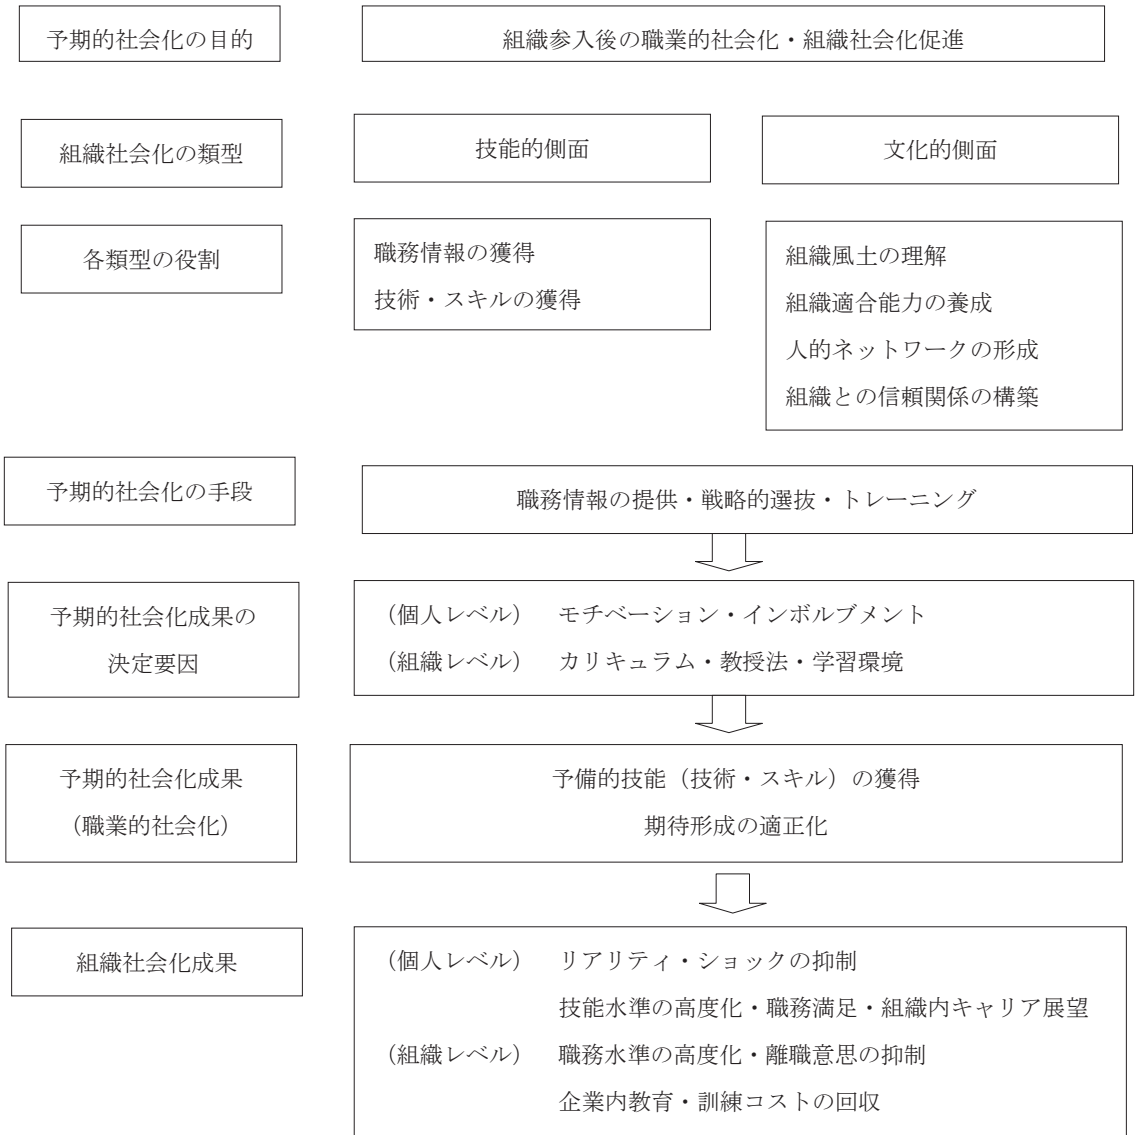 予期的社会化の目的
組織参入後の職業的社会化・組織社会化促進
組織社会化の類型
技能的側面
文化的側面
各類型の役割
職務情報の獲得
技術・スキルの獲得
組織風土の理解
組織適合能力の養成
人的ネットワークの形成
組織との信頼関係の構築
予期的社会化の手段
職務情報の提供・戦略的選抜・トレーニング
予期的社会化成果の
決定要因
（個人レベル）　モチベーション・インボルブメント
（組織レベル）　カリキュラム・教授法・学習環境
予期的社会化成果
（職業的社会化）
予備的技能（技術・スキル）の獲得
期待形成の適正化
組織社会化成果
（個人レベル）　リアリティ・ショックの抑制
技能水準の高度化・職務満足・組織内キャリア展望
（組織レベル）　職務水準の高度化・離職意思の抑制
企業内教育・訓練コストの回収